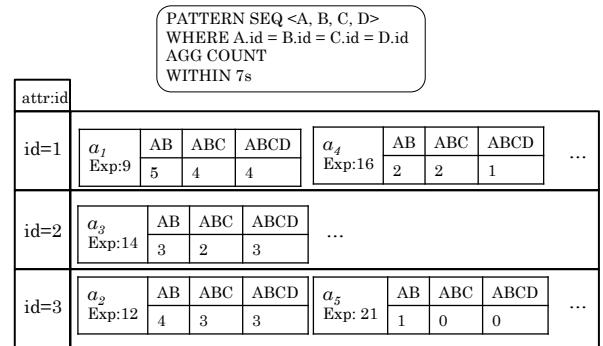 PATTERN SEQ <A, B, C, D>
WHERE A.id = B.id = C.id = D.id
AGG COUNT
WITHIN 7s
attr:id
id=1
a1 Exp:9
AB ABC ABCD
5 4 4
a4 Exp:16
AB ABC ABCD
2 2 1
...
id=2
a3 Exp:14
AB ABC ABCD
3 2 3
...
id=3
a2 Exp:12
AB ABC ABCD
4 3 3
a5 Exp: 21
AB ABC ABCD
1 0 0
...